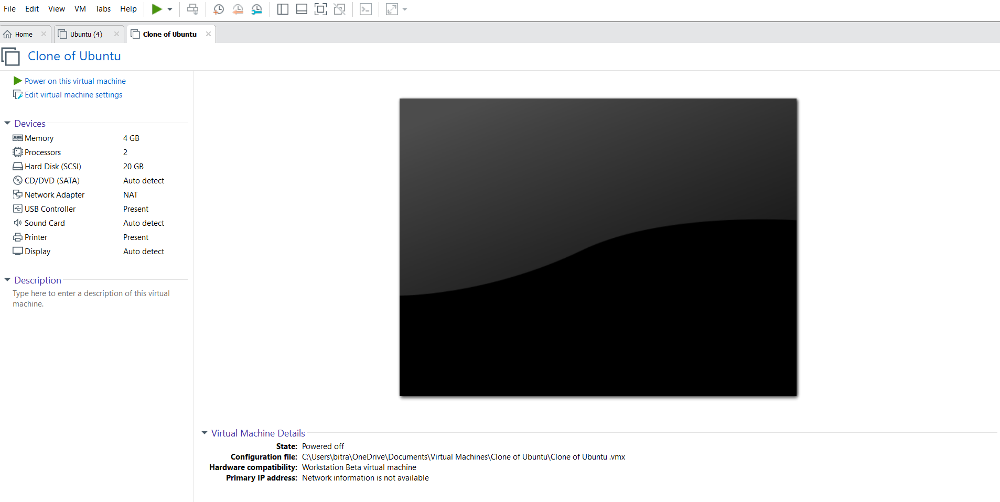 File Edit View VM Tabs Help
Home Ubuntu (4) Clone of Ubuntu
Clone of Ubuntu
Power on this virtual machine
Edit virtual machine settings
Devices
Memory 4 GB
Processors 2
Hard Disk (SCSI) 20 GB
CD/DVD (SATA) Auto detect
Network Adapter NAT
USB Controller Present
Sound Card Auto detect
Printer Present
Display Auto detect
Description
Type here to enter a description of this virtual
machine.
Virtual Machine Details
State: Powered off
Configuration file: C:\Users\bitra\OneDrive\Documents\Virtual Machines\Clone of Ubuntu\Clone of Ubuntu .vmx
Hardware compatibility: Workstation Beta virtual machine
Primary IP address: Network information is not available